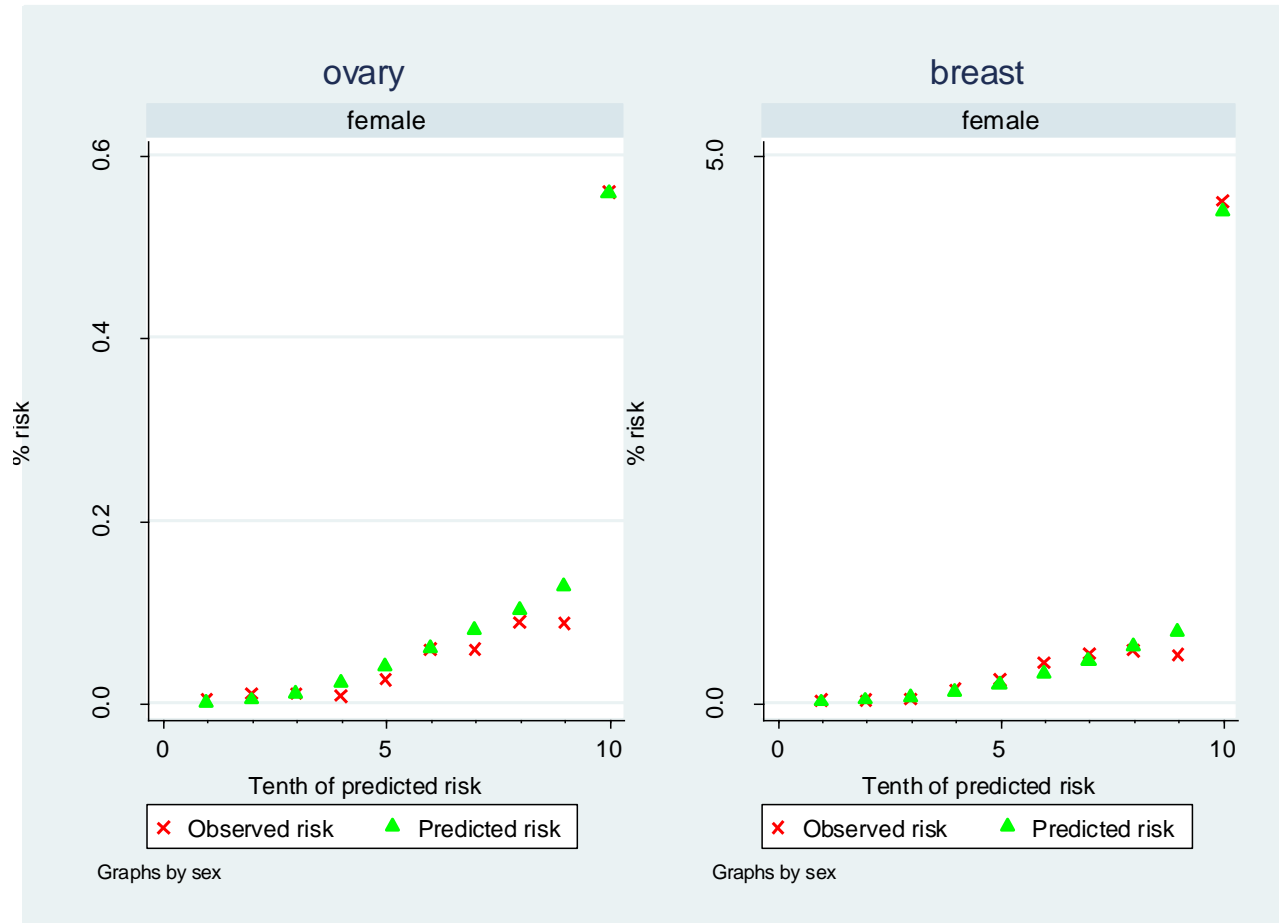 ovary
female
% risk
0.6
0.4
0.2
0.0
0 5 10
Tenth of predicted risk
Observed risk Predicted risk
Graphs by sex
breast
female
% risk
5.0
0.0
0 5 10
Tenth of predicted risk
Observed risk Predicted risk
Graphs by sex